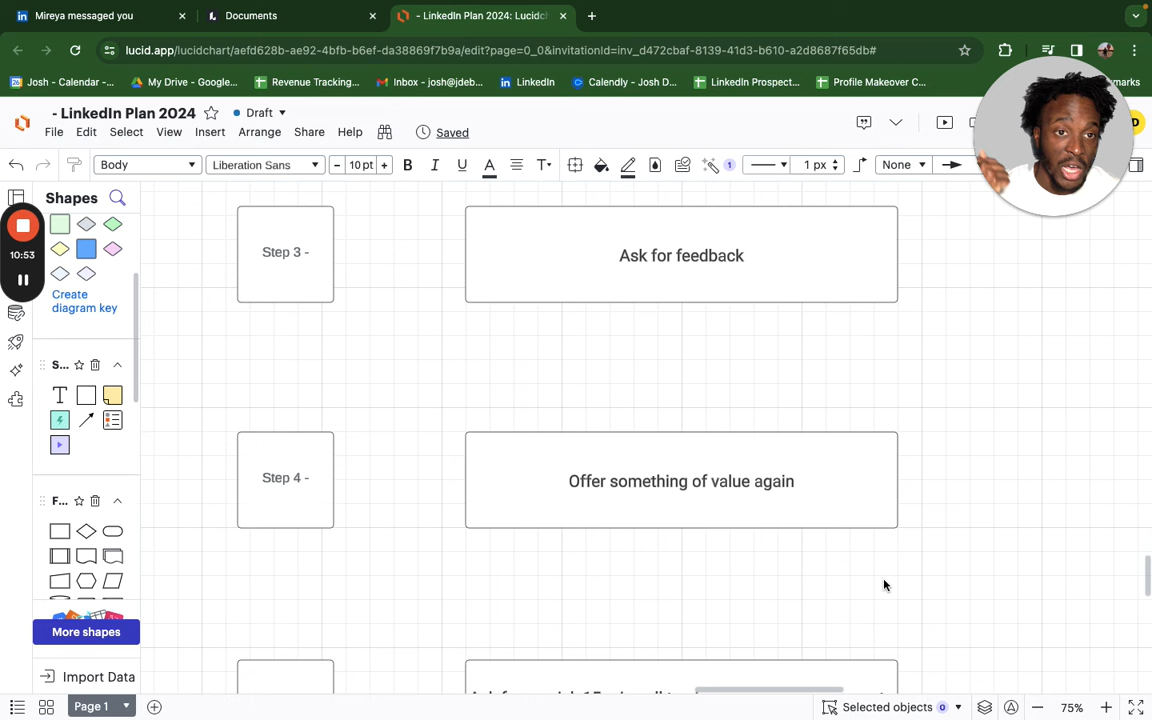 Mireya messaged you
Documents
- LinkedIn Plan 2024: Lucidch
lucid.app/lucidchart/aefd628b-ae92-4bfb-b6ef-da38869f7b9a/edit?page=0_0&invitationId=inv_d472cbaf-8139-41d3-b610-a2d8687f65db#
Josh - Calendar -...
My Drive - Google...
Revenue Tracking...
Inbox - josh@jdeb...
LinkedIn
Calendly - Josh D...
LinkedIn Prospect...
Profile Makeover C...
- LinkedIn Plan 2024
Draft
File Edit Select View Insert Arrange Share Help
Saved
Body
Liberation Sans
- 10 pt +
B I U A T
1
1 px
None
Shapes
10:53
Create
diagram key
S...
T
F...
More shapes
Import Data
Step 3 -
Ask for feedback
Step 4 -
Offer something of value again
Page 1
Selected objects 0
75%